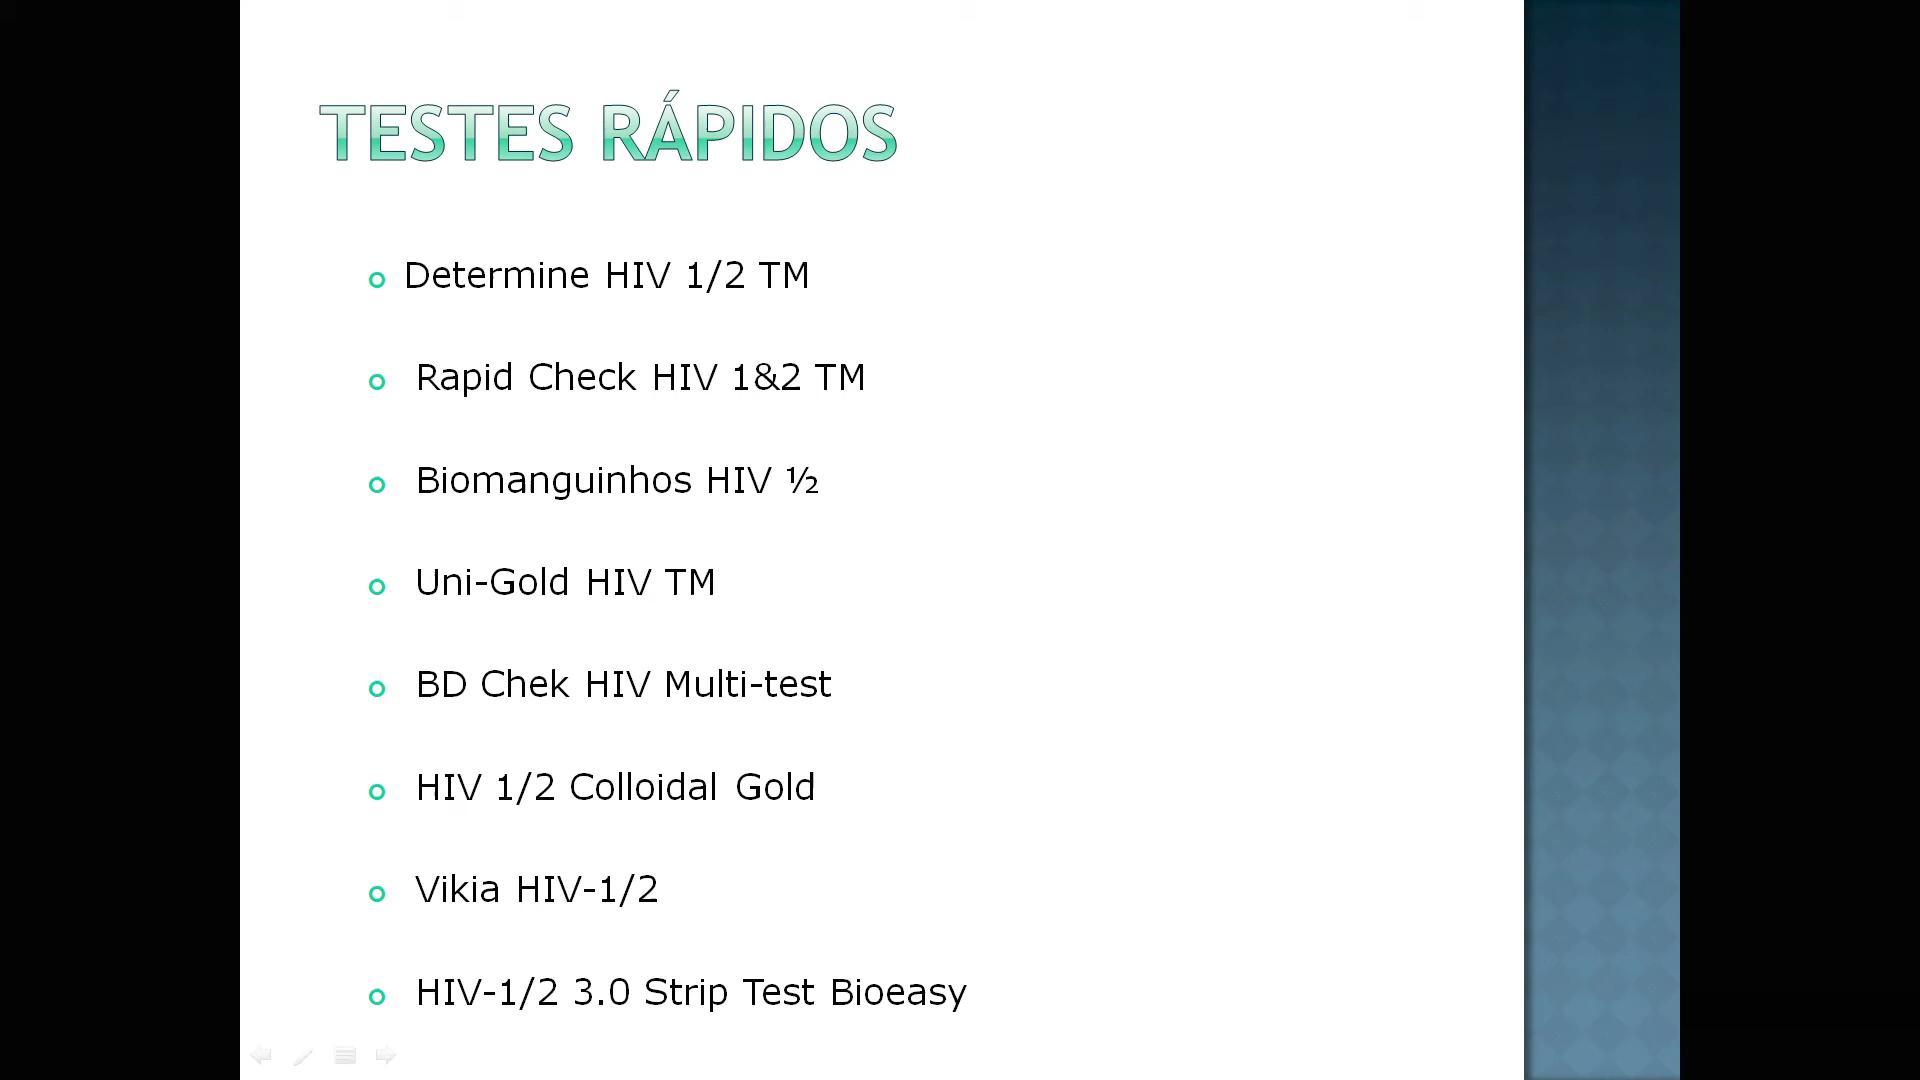 TESTES RÁPIDOS
Determine HIV 1/2 TM
Rapid Check HIV 1&2 TM
Biomanguinhos HIV ½
Uni-Gold HIV TM
BD Chek HIV Multi-test
HIV 1/2 Colloidal Gold
Vikia HIV-1/2
HIV-1/2 3.0 Strip Test Bioeasy